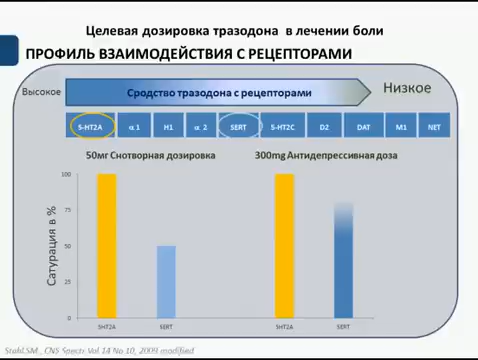 Целевая дозировка тразодона в лечении боли
ПРОФИЛЬ ВЗАИМОДЕЙСТВИЯ С РЕЦЕПТОРАМИ
Высокое
Сродство тразодона с рецепторами
Низкое
5-HT2A α 1 H1 α 2 SERT 5-HT2C D2 DAT M1 NET
50мг Снотворная дозировка
300mg Антидепрессивная доза
Сатурация в %
100
75
50
25
0
5HT2A SERT 5HT2A SERT
Stahl.SM., CNS Spectr Vol 14 No 10, 2009 modified